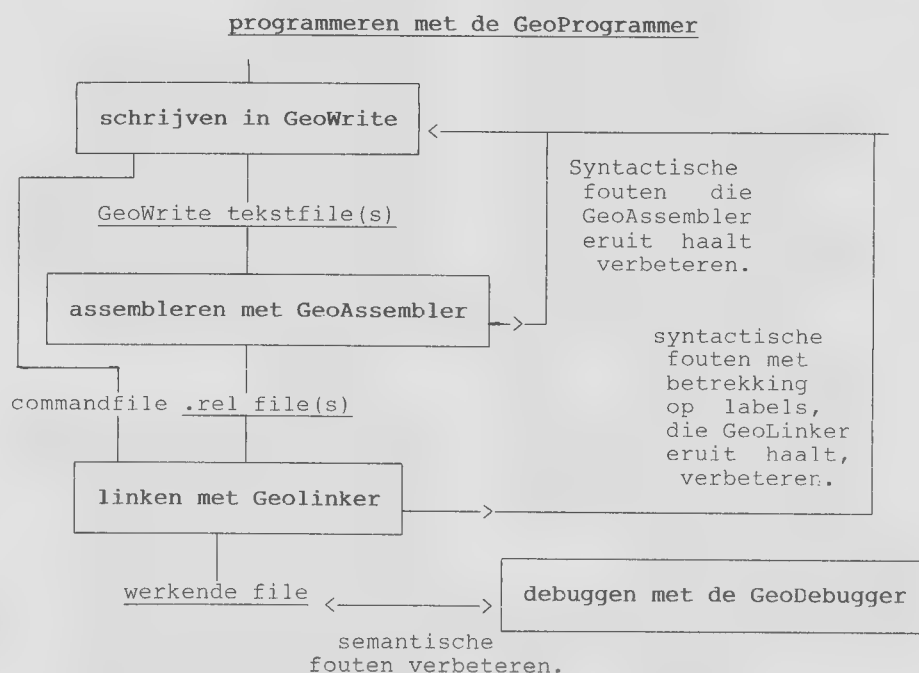 programmeren met de GeoProgrammer
schrijven in GeoWrite
Syntactische
fouten die
GeoAssembler
eruit haalt
verbeteren.
GeoWrite tekstfile(s)
assembleren met GeoAssembler
syntactische
fouten met
betrekking
op labels,
die GeoLinker
eruit haalt,
verbeteren.
commandfile .rel file(s)
linken met Geolinker
werkende file
debuggen met de GeoDebugger
semantische
fouten verbeteren.